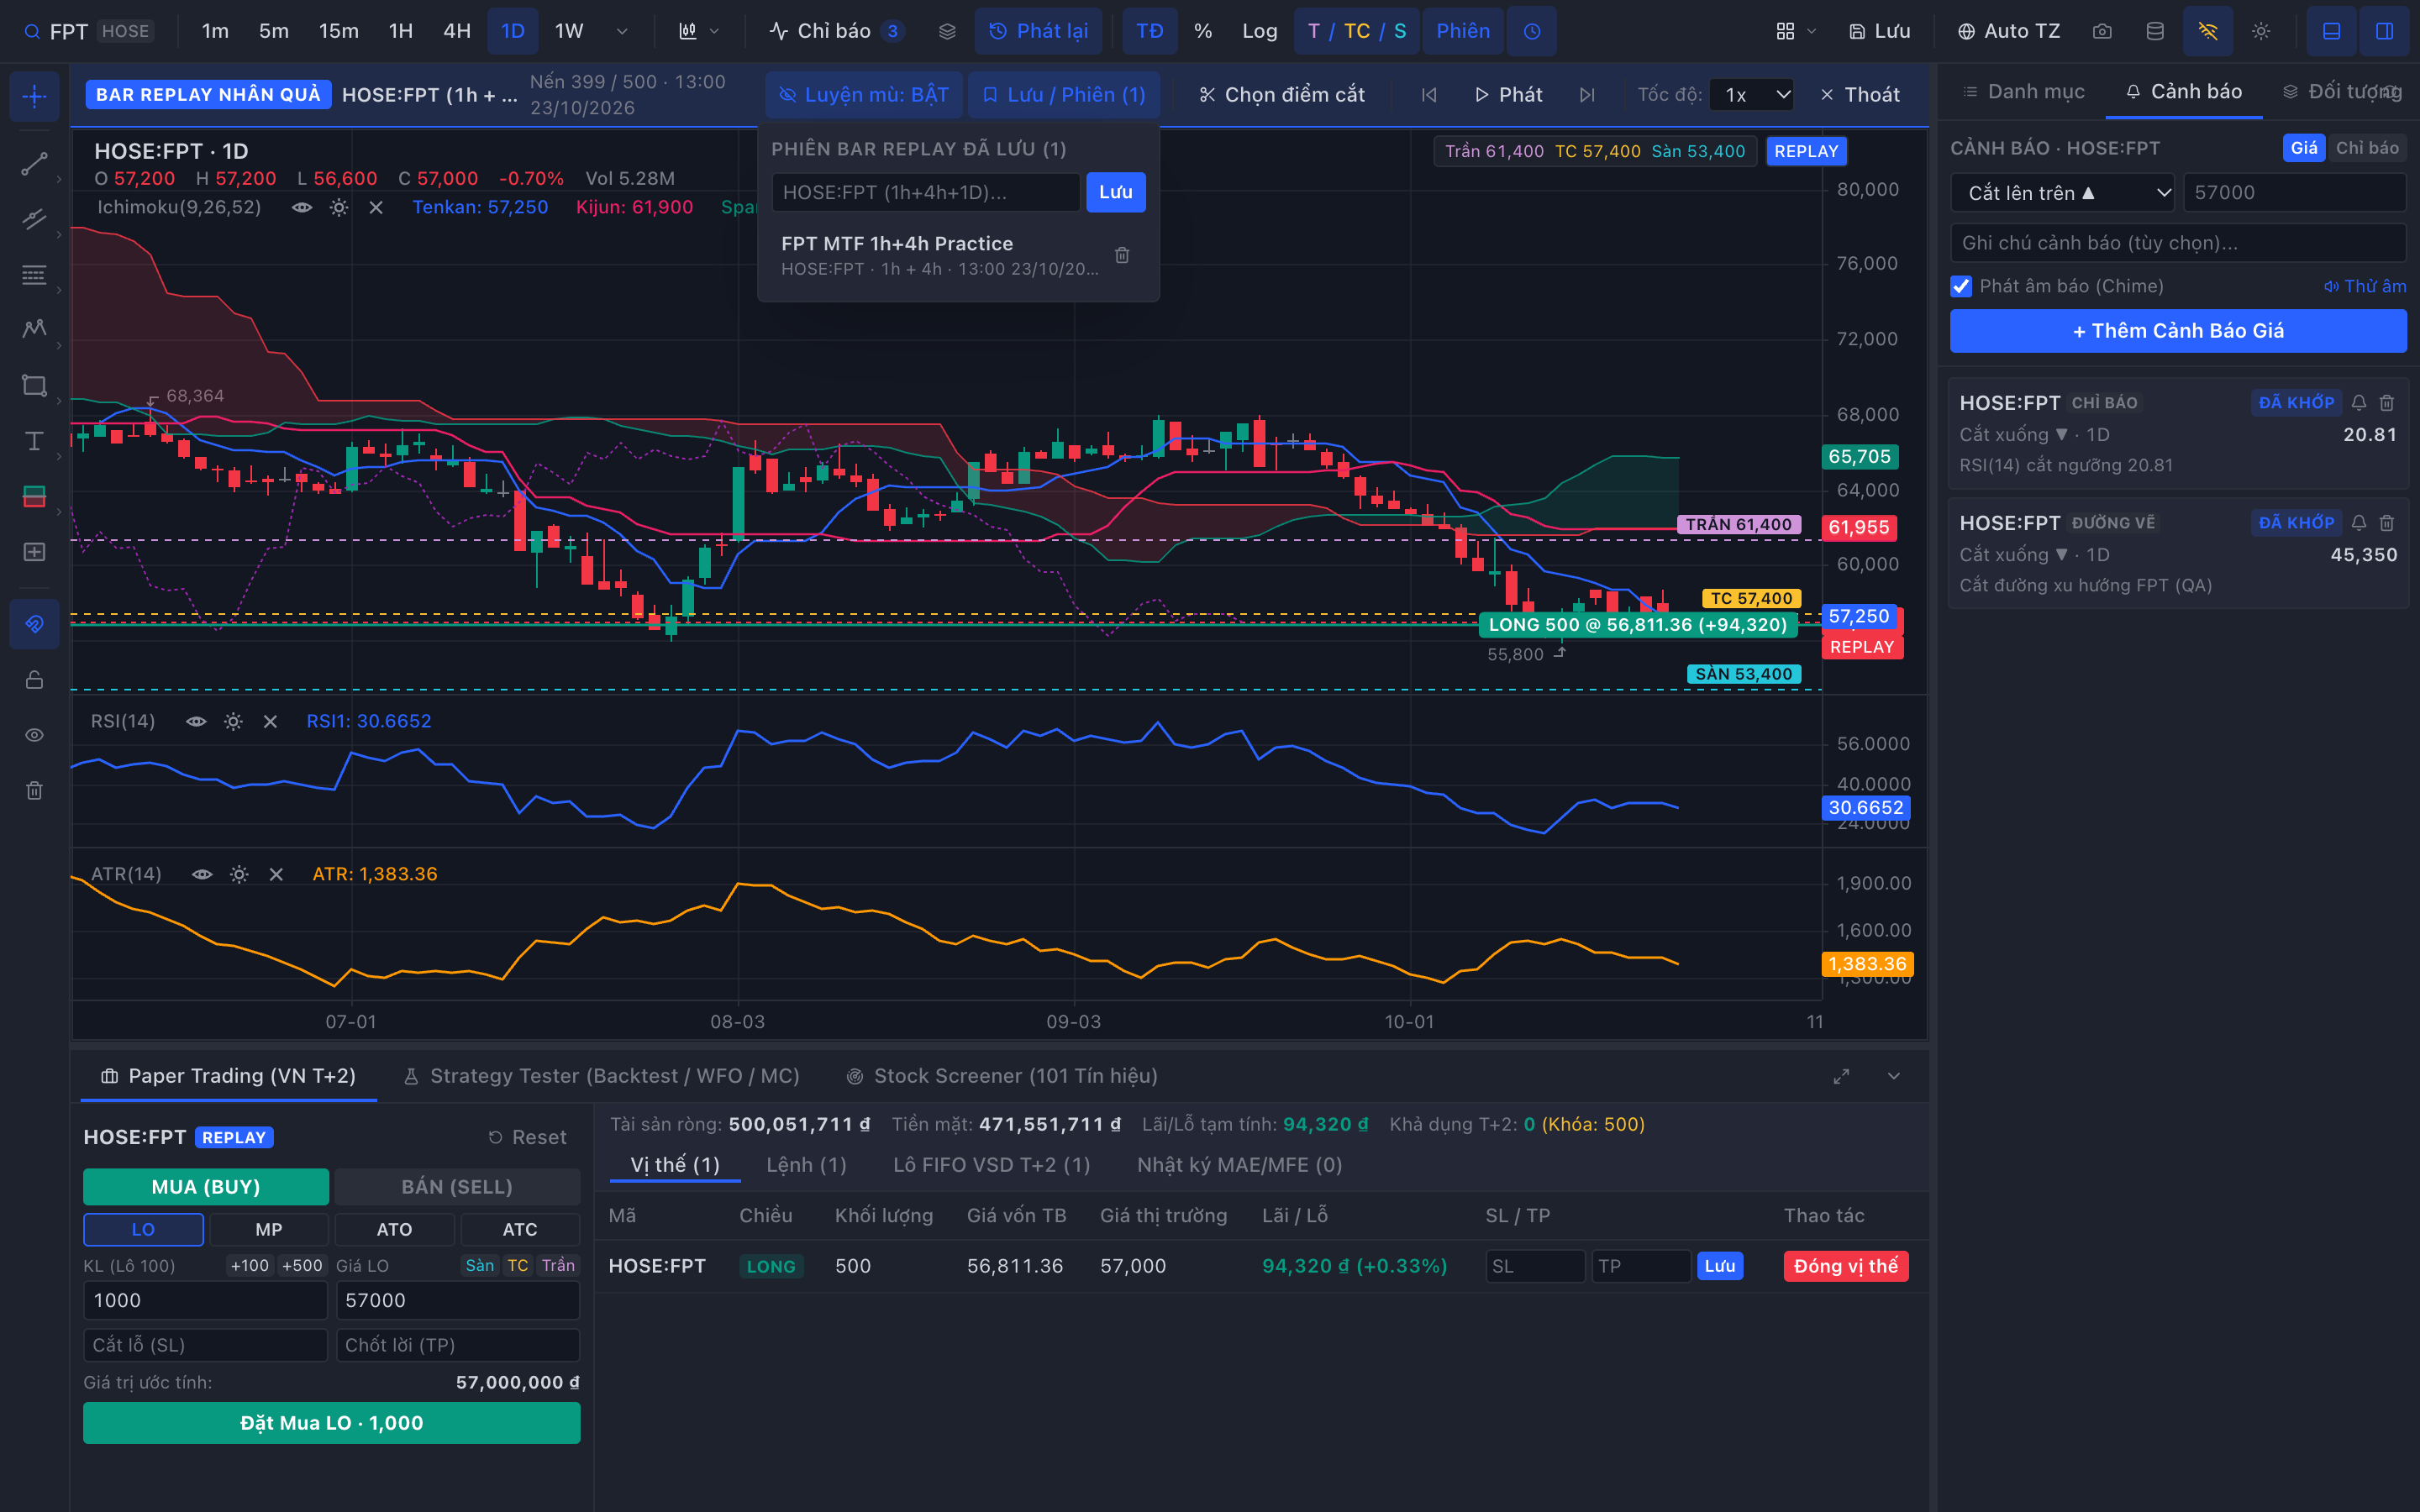 FPT HOSE 1m 5m 15m 1H 4H 1D 1W Chỉ báo 3 Phát lại TĐ % Log T / TC / S Phiên Lưu Auto TZ
BAR REPLAY NHÂN QUẢ HOSE:FPT (1h + ... Nến 399 / 500 · 13:00
23/10/2026
Luyện mù: BẬT Lưu / Phiên (1) Chọn điểm cắt Phát Tốc độ: 1x Thoát
PHIÊN BAR REPLAY ĐÃ LƯU (1)
HOSE:FPT (1h+4h+1D)... Lưu
FPT MTF 1h+4h Practice
HOSE:FPT · 1h + 4h · 13:00 23/10/20...
HOSE:FPT · 1D
O 57,200 H 57,200 L 56,600 C 57,000 -0.70% Vol 5.28M
Ichimoku(9,26,52) Tenkan: 57,250 Kijun: 61,900
Trần 61,400 TC 57,400 Sàn 53,400 REPLAY
80,000
76,000
72,000
68,000
65,705
64,000
61,955
60,000
57,250
REPLAY
68,364
TRẦN 61,400
TC 57,400
LONG 500 @ 56,811.36 (+94,320)
55,800
SÀN 53,400
RSI(14) RSI1: 30.6652
56.0000
40.0000
30.6652
24.0000
ATR(14) ATR: 1,383.36
1,900.00
1,600.00
1,383.36
1,300.00
07-01 08-03 09-03 10-01 11
Danh mục Cảnh báo Đối tượng
CẢNH BÁO · HOSE:FPT Giá Chỉ báo
Cắt lên trên ▲ 57000
Ghi chú cảnh báo (tùy chọn)...
Phát âm báo (Chime) Thử âm
+ Thêm Cảnh Báo Giá
HOSE:FPT CHỈ BÁO ĐÃ KHỚP
Cắt xuống ▼ · 1D 20.81
RSI(14) cắt ngưỡng 20.81
HOSE:FPT ĐƯỜNG VẼ ĐÃ KHỚP
Cắt xuống ▼ · 1D 45,350
Cắt đường xu hướng FPT (QA)
Paper Trading (VN T+2) Strategy Tester (Backtest / WFO / MC) Stock Screener (101 Tín hiệu)
HOSE:FPT REPLAY Reset
MUA (BUY) BÁN (SELL)
LO MP ATO ATC
KL (Lô 100) +100 +500 Giá LO Sàn TC Trần
1000 57000
Cắt lỗ (SL) Chốt lời (TP)
Giá trị ước tính: 57,000,000 ₫
Đặt Mua LO · 1,000
Tài sản ròng: 500,051,711 ₫ Tiền mặt: 471,551,711 ₫ Lãi/Lỗ tạm tính: 94,320 ₫ Khả dụng T+2: 0 (Khóa: 500)
Vị thế (1) Lệnh (1) Lô FIFO VSD T+2 (1) Nhật ký MAE/MFE (0)
Mã Chiều Khối lượng Giá vốn TB Giá thị trường Lãi / Lỗ SL / TP Thao tác
HOSE:FPT LONG 500 56,811.36 57,000 94,320 ₫ (+0.33%) SL TP Lưu Đóng vị thế